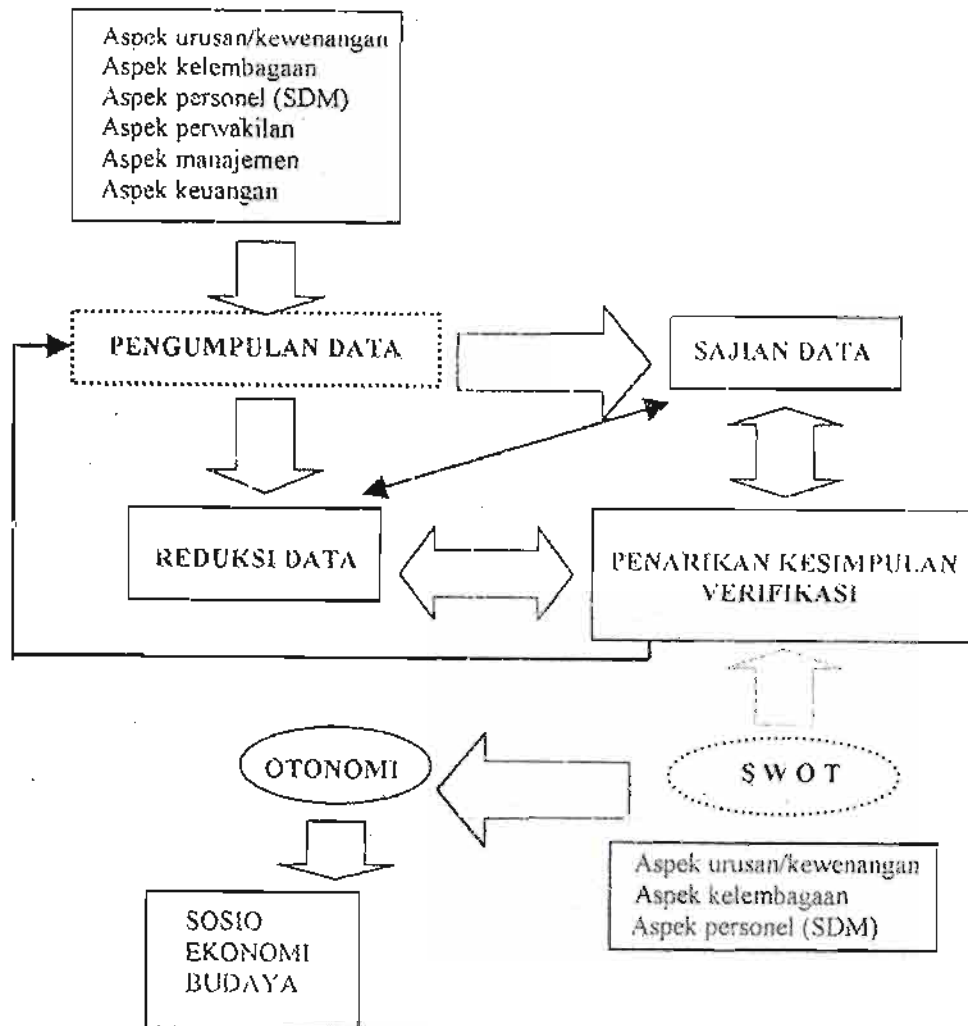 Aspek urusan/kewenangan
Aspek kelembagaan
Aspek personel (SDM)
Aspek perwakilan
Aspek manajemen
Aspek keuangan
PENGUMPULAN DATA
SAJIAN DATA
REDUKSI DATA
PENARIKAN KESIMPULAN
VERIFIKASI
OTONOMI
S W O T
Aspek urusan/kewenangan
Aspek kelembagaan
Aspek personel (SDM)
SOSIO
EKONOMI
BUDAYA